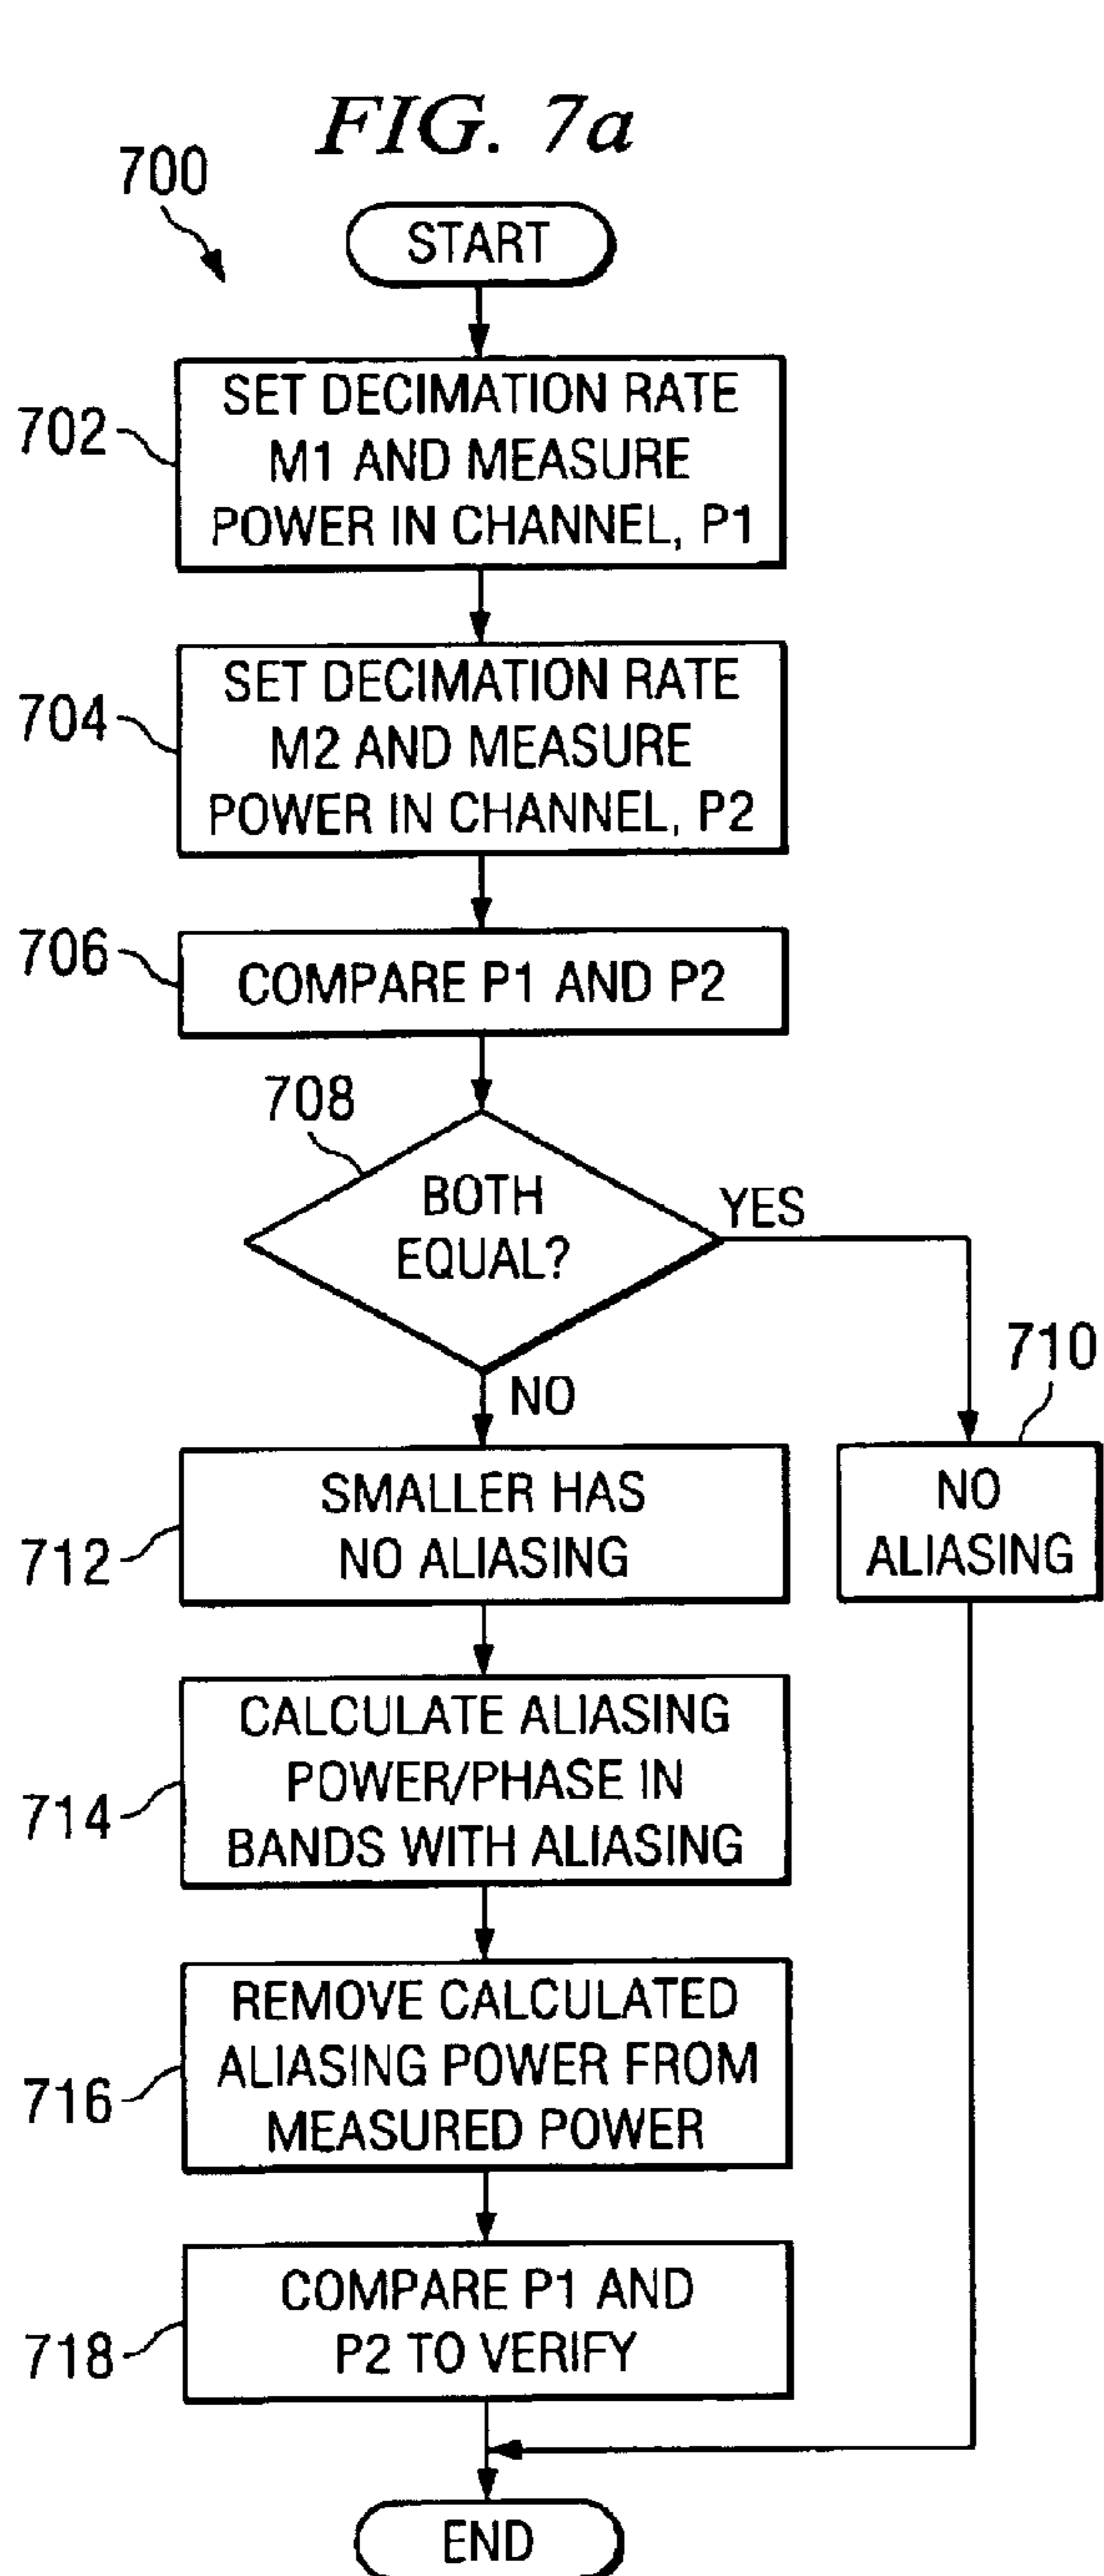 FIG. 7a
700
START
702
SET DECIMATION RATE
M1 AND MEASURE
POWER IN CHANNEL, P1
704
SET DECIMATION RATE
M2 AND MEASURE
POWER IN CHANNEL, P2
706
COMPARE P1 AND P2
708
BOTH
EQUAL?
YES
NO
710
NO
ALIASING
712
SMALLER HAS
NO ALIASING
714
CALCULATE ALIASING
POWER/PHASE IN
BANDS WITH ALIASING
716
REMOVE CALCULATED
ALIASING POWER FROM
MEASURED POWER
718
COMPARE P1 AND
P2 TO VERIFY
END